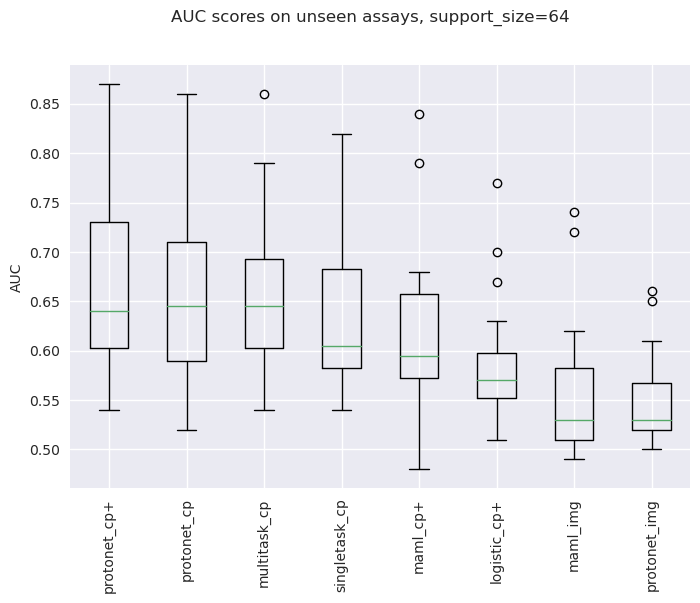 AUC scores on unseen assays, support_size=64
AUC
0.85
0.80
0.75
0.70
0.65
0.60
0.55
0.50
protonet_cp+
protonet_cp
multitask_cp
singletask_cp
maml_cp+
logistic_cp+
maml_img
protonet_img